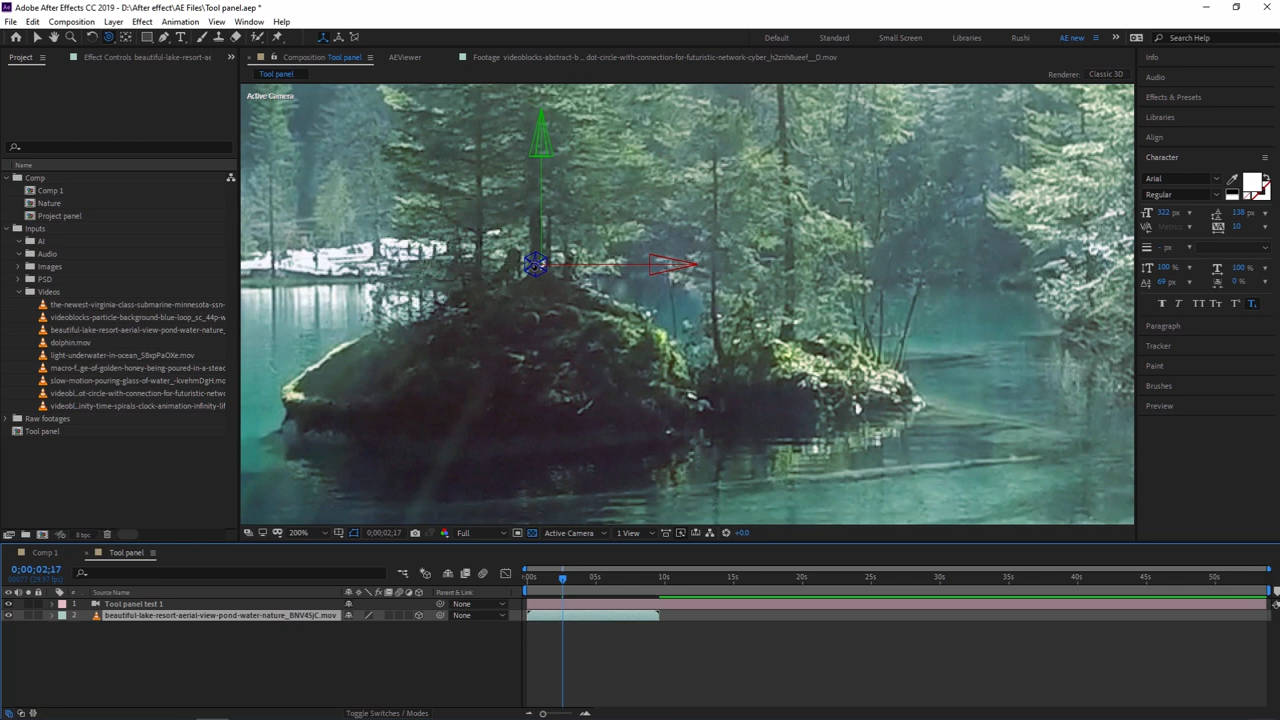 Adobe After Effects CC 2019 - D:\After effect\AE Files\Tool panel.aep *
File Edit Composition Layer Effect Animation View Window Help
Default Standard Small Screen Libraries Rushi AE new Search Help
Project Effect Controls beautiful-lake-resort-ae Composition Tool panel AEViewer Footage videoblocks-abstract-b ... dot-circle-with-connection-for-futuristic-network-cyber_h2znh8ueef__D.mov Info
Tool panel Renderer: Classic 3D
Audio
Active Camera
Effects & Presets
Libraries
Align
Character
Name
Comp
Comp 1
Nature
Project panel
Inputs
AI
Audio
Images
PSD
Videos
the-newest-virginia-class-submarine-minnesota-ssn-
videoblocks-particle-background-blue-loop_sc_44p-w
beautiful-lake-resort-aerial-view-pond-water-nature_
dolphin.mov
light-underwater-in-ocean_S8xpPaOXe.mov
macro-f...ge-of-golden-honey-being-poured-in-a-stead
slow-motion-pouring-glass-of-water_-kvehmDgH.mo
videobl...ot-circle-with-connection-for-futuristic-netwo
videobl...inity-time-spirals-clock-animation-infinity-lif
Raw footages
Tool panel
Arial
Regular
322 px 138 px
Metrics 10
- px
100 % 100 %
69 px 0 %
T T TT Tr T¹ T₁
Paragraph
Tracker
Paint
Brushes
Preview
8 bpc 200% 0;00;02;17 Full Active Camera 1 View +0.0
Comp 1 Tool panel
0;00;02;17
00077 (29.97 fps)
:00s 05s 10s 15s 20s 25s 30s 35s 40s 45s 50s
# Source Name Parent & Link
1 Tool panel test 1 None
2 beautiful-lake-resort-aerial-view-pond-water-nature_BNV45jC.mov None
Toggle Switches / Modes